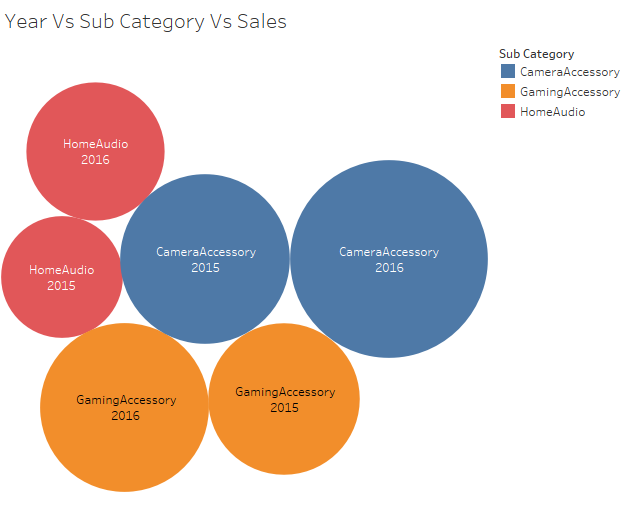 Year Vs Sub Category Vs Sales
Sub Category
CameraAccessory
GamingAccessory
HomeAudio
HomeAudio
2016
CameraAccessory
2015
CameraAccessory
2016
HomeAudio
2015
GamingAccessory
2016
GamingAccessory
2015